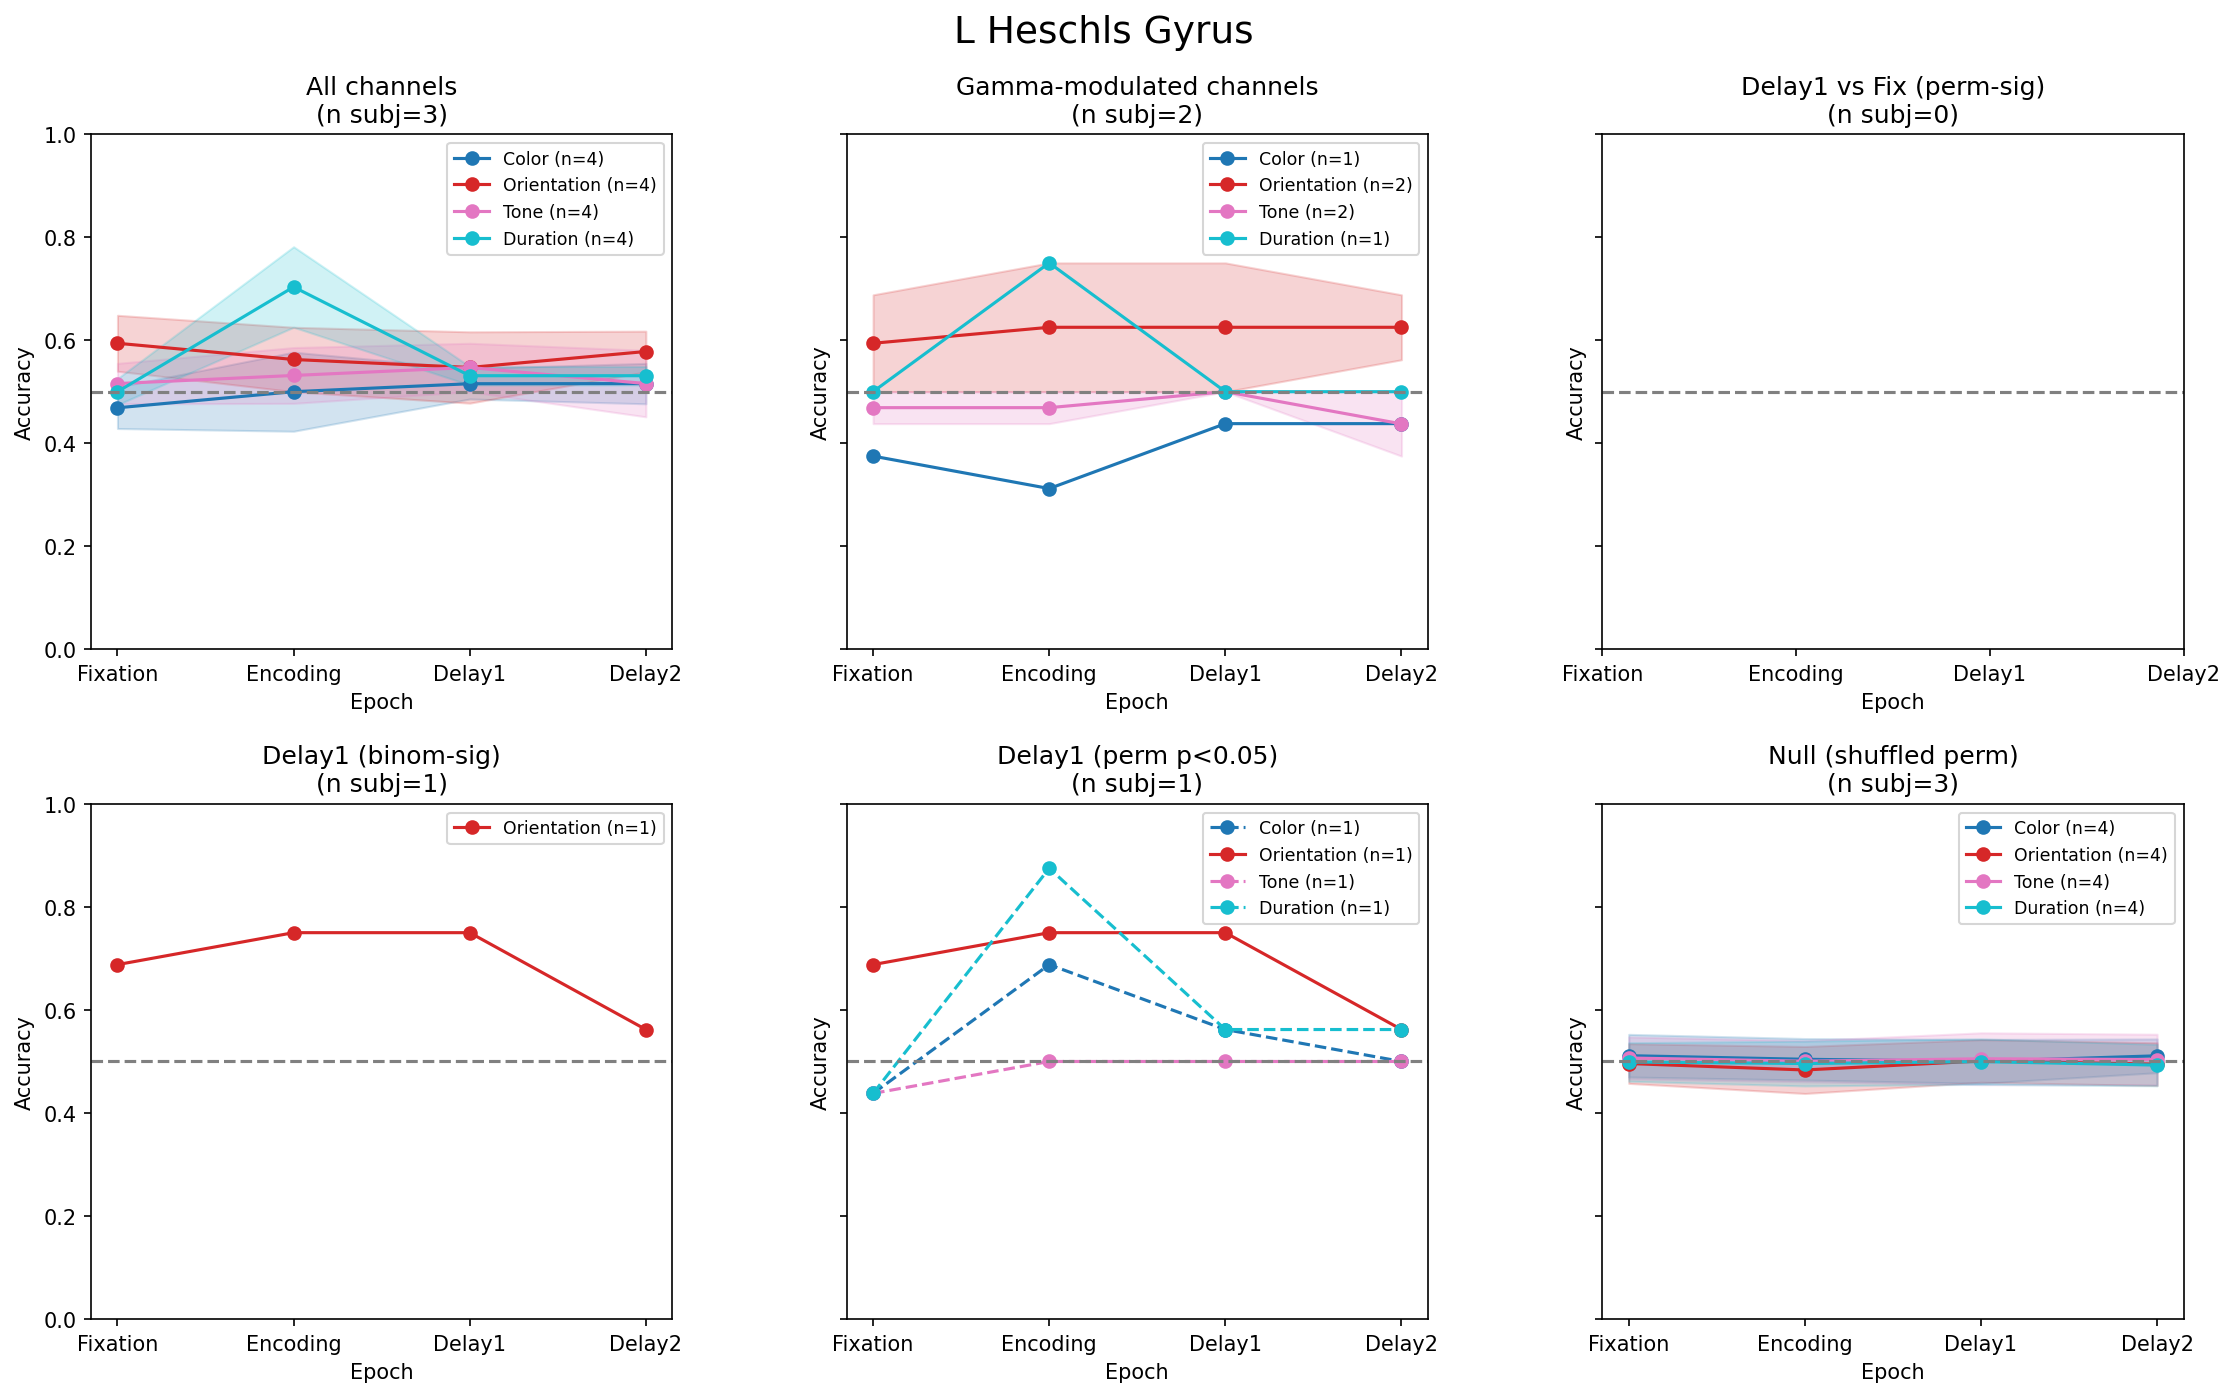 L Heschls Gyrus
All channels
(n subj=3)
1.0
0.8
0.6
0.4
0.2
0.0
Accuracy
Color (n=4)
Orientation (n=4)
Tone (n=4)
Duration (n=4)
Fixation Encoding Delay1 Delay2
Epoch
Gamma-modulated channels
(n subj=2)
Accuracy
Color (n=1)
Orientation (n=2)
Tone (n=2)
Duration (n=1)
Fixation Encoding Delay1 Delay2
Epoch
Delay1 vs Fix (perm-sig)
(n subj=0)
Accuracy
Fixation Encoding Delay1 Delay2
Epoch
Delay1 (binom-sig)
(n subj=1)
1.0
0.8
0.6
0.4
0.2
0.0
Accuracy
Orientation (n=1)
Fixation Encoding Delay1 Delay2
Epoch
Delay1 (perm p<0.05)
(n subj=1)
Accuracy
Color (n=1)
Orientation (n=1)
Tone (n=1)
Duration (n=1)
Fixation Encoding Delay1 Delay2
Epoch
Null (shuffled perm)
(n subj=3)
Accuracy
Color (n=4)
Orientation (n=4)
Tone (n=4)
Duration (n=4)
Fixation Encoding Delay1 Delay2
Epoch